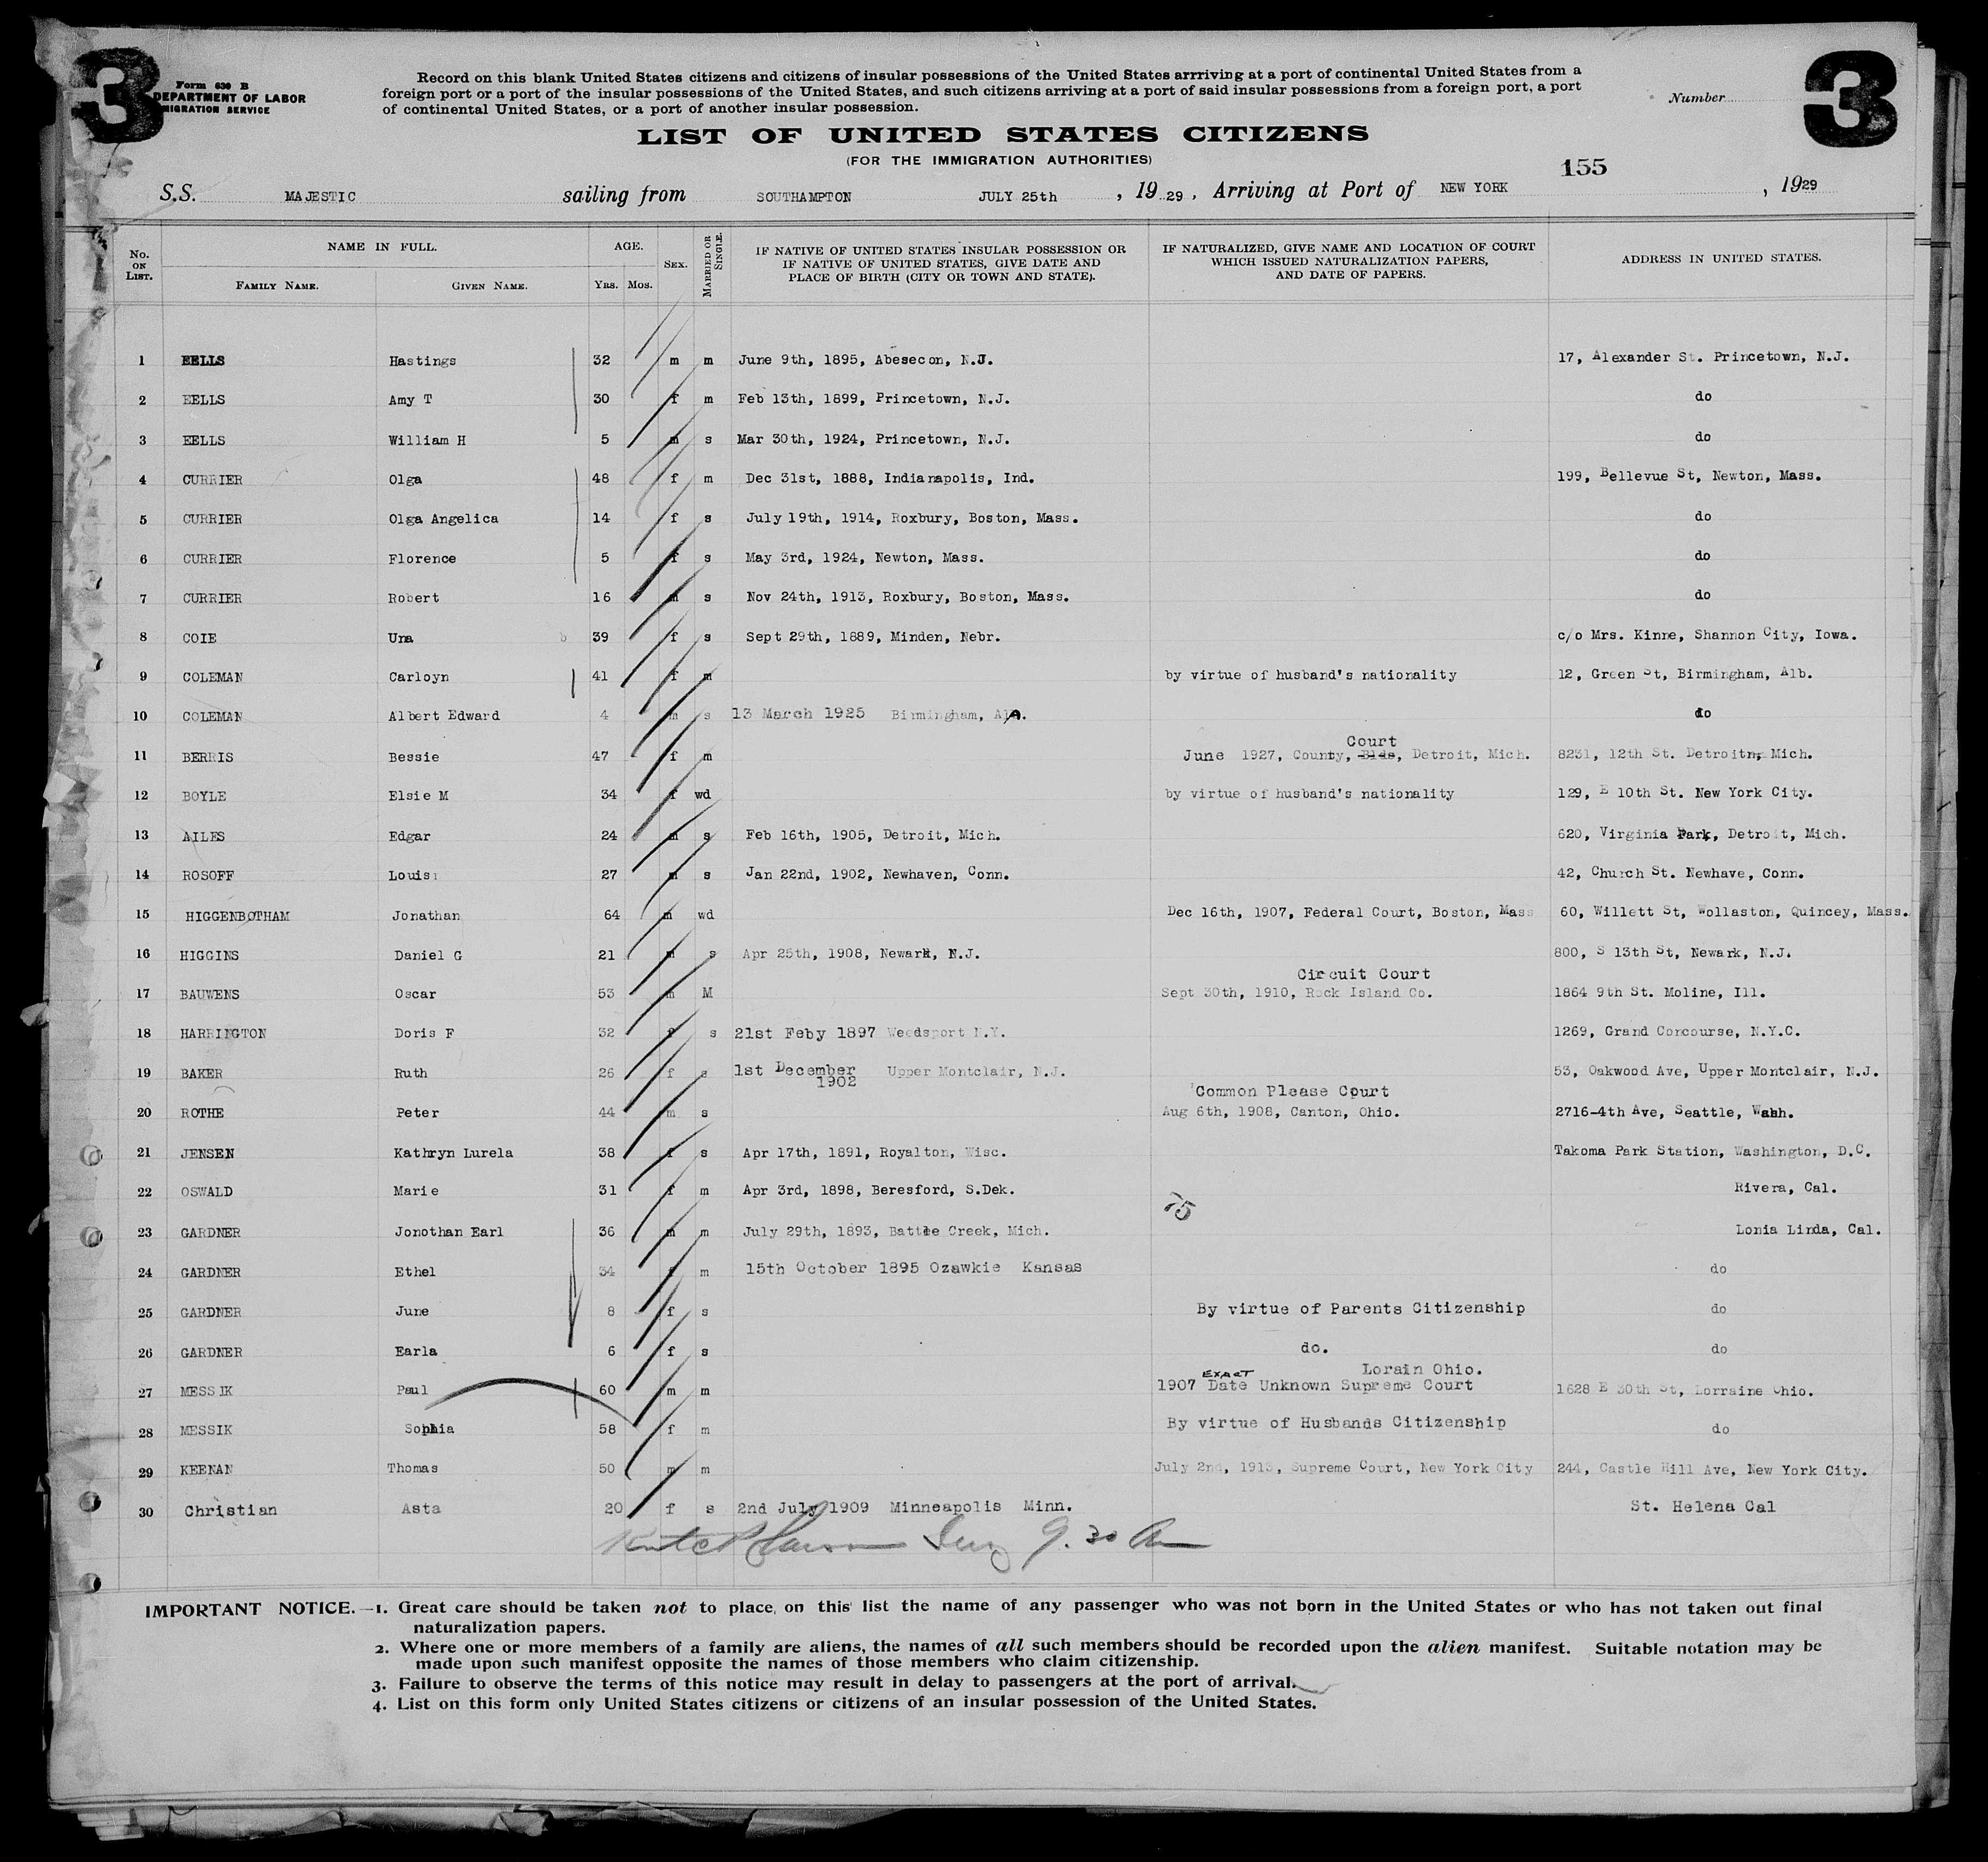 3
3
Form 630 B
DEPARTMENT OF LABOR
IMMIGRATION SERVICE
Record on this blank United States citizens and citizens of insular possessions of the United States arrriving at a port of continental United States from a
foreign port or a port of the insular possessions of the United States, and such citizens arriving at a port of said insular possessions from a foreign port, a port
of continental United States, or a port of another insular possession.
Number
LIST OF UNITED STATES CITIZENS
(FOR THE IMMIGRATION AUTHORITIES)
155
S.S. MAJESTIC sailing from SOUTHAMPTON JULY 25th , 19 29 , Arriving at Port of NEW YORK , 1929
No. ON LIST. NAME IN FULL. FAMILY NAME. GIVEN NAME. AGE. YRS. MOS. SEX. MARRIED OR SINGLE. IF NATIVE OF UNITED STATES INSULAR POSSESSION OR IF NATIVE OF UNITED STATES, GIVE DATE AND PLACE OF BIRTH (CITY OR TOWN AND STATE). IF NATURALIZED, GIVE NAME AND LOCATION OF COURT WHICH ISSUED NATURALIZATION PAPERS, AND DATE OF PAPERS. ADDRESS IN UNITED STATES.
1 EELLS Hastings 32 m m June 9th, 1895, Abesecon, N.J. 17, Alexander St. Princetown, N.J.
2 EELLS Amy T 30 f m Feb 13th, 1899, Princetown, N.J. do
3 EELLS William H 5 m s Mar 30th, 1924, Princetown, N.J. do
4 CURRIER Olga 48 f m Dec 31st, 1888, Indianapolis, Ind. 199, Bellevue St, Newton, Mass.
5 CURRIER Olga Angelica 14 f s July 19th, 1914, Roxbury, Boston, Mass. do
6 CURRIER Florence 5 f s May 3rd, 1924, Newton, Mass. do
7 CURRIER Robert 16 m s Nov 24th, 1913, Roxbury, Boston, Mass. do
8 COIE Una 39 f s Sept 29th, 1889, Minden, Nebr. c/o Mrs. Kinne, Shannon City, Iowa.
9 COLEMAN Carloyn 41 f m by virtue of husband's nationality 12, Green St, Birmingham, Alb.
10 COLEMAN Albert Edward 4 m s 13 March 1925 Birmingham, Ala. do
Court
11 BERRIS Bessie 47 f m June 1927, County, Blds, Detroit, Mich. 8231, 12th St. Detroit, Mich.
12 BOYLE Elsie M 34 f wd by virtue of husband's nationality 129, E 10th St. New York City.
13 AILES Edgar 24 m s Feb 16th, 1905, Detroit, Mich. 620, Virginia Park, Detroit, Mich.
14 ROSOFF Louis 27 m s Jan 22nd, 1902, Newhaven, Conn. 42, Church St. Newhave, Conn.
15 HIGGENBOTHAM Jonathan 64 m wd Dec 16th, 1907, Federal Court, Boston, Mass 60, Willett St, Wollaston, Quincey, Mass.
16 HIGGINS Daniel G 21 m s Apr 25th, 1908, Newark, N.J. 800, S 13th St, Newark, N.J.
Circuit Court
17 BAUWENS Oscar 53 m M Sept 30th, 1910, Rock Island Co. 1864 9th St. Moline, Ill.
18 HARRINGTON Doris F 32 f s 21st Feby 1897 Weedsport N.Y. 1269, Grand Corcourse, N.Y.C.
19 BAKER Ruth 26 f s 1st December 1902 Upper Montclair, N.J. 53, Oakwood Ave, Upper Montclair, N.J.
Common Please Court
20 ROTHE Peter 44 m s Aug 6th, 1908, Canton, Ohio. 2716-4th Ave, Seattle, Wash.
21 JENSEN Kathryn Lurela 38 f s Apr 17th, 1891, Royalton, Wisc. Takoma Park Station, Washington, D.C.
22 OSWALD Marie 31 f m Apr 3rd, 1898, Beresford, S.Dek. Rivera, Cal.
75
23 GARDNER Jonothan Earl 36 m m July 29th, 1893, Battle Creek, Mich. Lonia Linda, Cal.
24 GARDNER Ethel 34 f m 15th October 1895 Ozawkie Kansas do
25 GARDNER June 8 f s By virtue of Parents Citizenship do
26 GARDNER Earla 6 f s do. do
EXACT Lorain Ohio.
27 MESSIK Paul 60 m m 1907 Date Unknown Supreme Court 1628 E 30th St, Lorraine Ohio.
28 MESSIK Sophia 58 f m By virtue of Husbands Citizenship do
29 KEENAN Thomas 50 m m July 2nd, 1913, Supreme Court, New York City 244, Castle Hill Ave, New York City.
30 Christian Asta 20 f s 2nd July 1909 Minneapolis Minn. St. Helena Cal
9.30 Am
IMPORTANT NOTICE.—1. Great care should be taken not to place on this list the name of any passenger who was not born in the United States or who has not taken out final
naturalization papers.
2. Where one or more members of a family are aliens, the names of all such members should be recorded upon the alien manifest. Suitable notation may be
made upon such manifest opposite the names of those members who claim citizenship.
3. Failure to observe the terms of this notice may result in delay to passengers at the port of arrival.
4. List on this form only United States citizens or citizens of an insular possession of the United States.